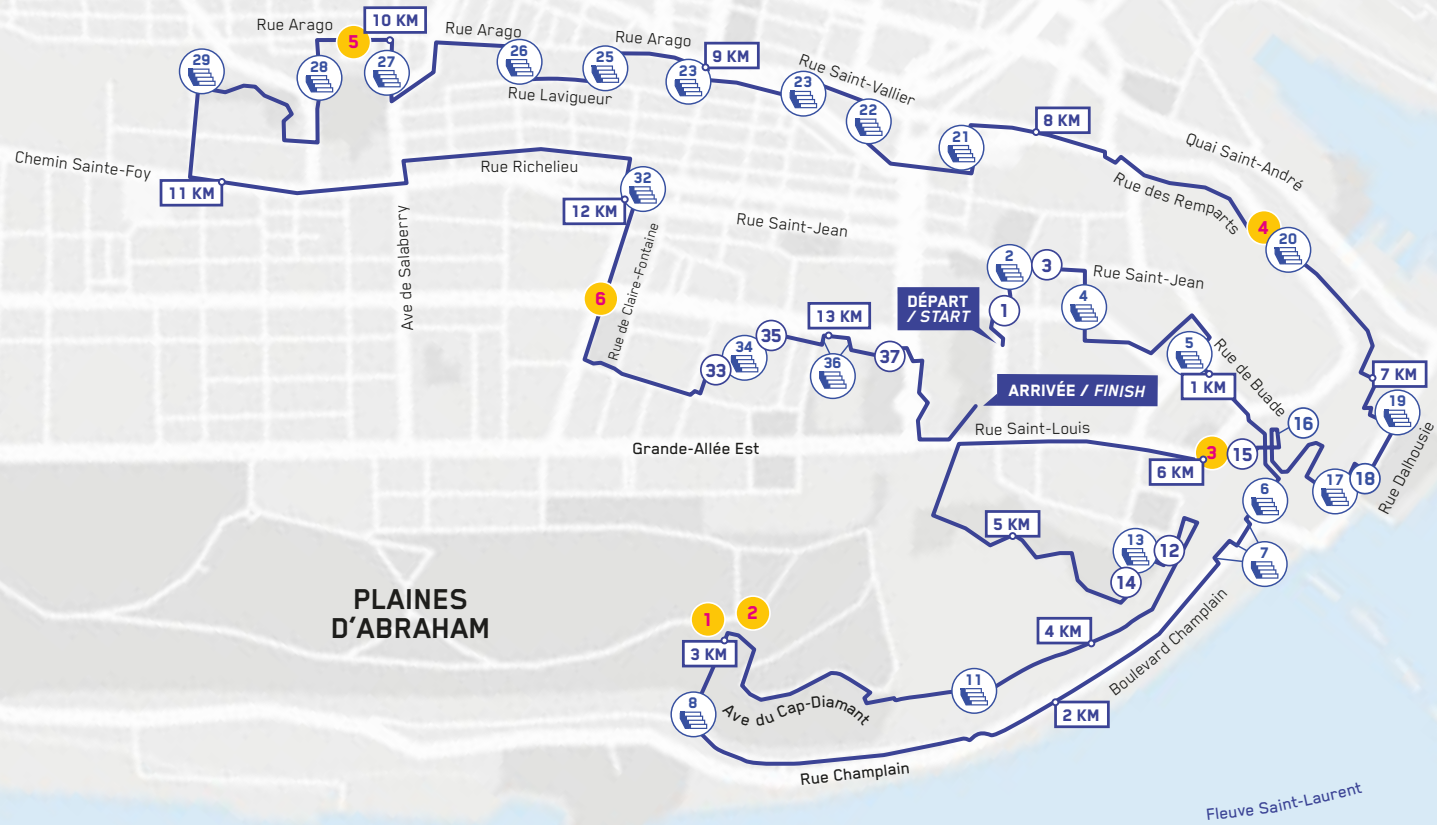 Rue Arago
10 KM
5
Rue Arago
Rue Arago
9 KM
29
28
27
26
25
23
23
Rue Saint-Vallier
Rue Lavigueur
22
21
8 KM
Quai Saint-André
Chemin Sainte-Foy
11 KM
Rue Richelieu
32
12 KM
Rue des Remparts
4
20
Ave de Salaberry
Rue Saint-Jean
Rue de Claire-Fontaine
6
2
3
Rue Saint-Jean
DÉPART
/ START
1
4
13 KM
35
34
33
36
37
5
Rue de Buade
1 KM
7 KM
19
ARRIVÉE / FINISH
Rue Saint-Louis
16
3
15
6 KM
Grande-Allée Est
17
18
Rue Dalhousie
6
7
5 KM
13
12
14
PLAINES
D'ABRAHAM
1
2
3 KM
4 KM
Boulevard Champlain
8
Ave du Cap-Diamant
11
2 KM
Rue Champlain
Fleuve Saint-Laurent